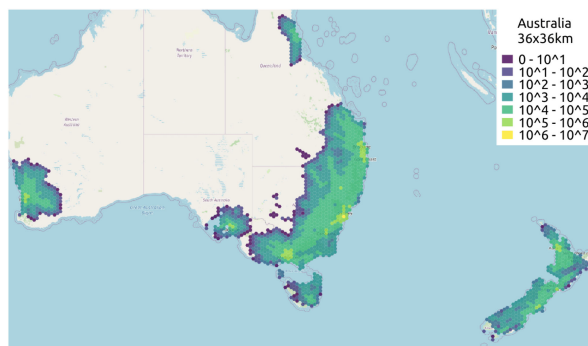 Australia
36x36km
0 - 10^1
10^1 - 10^2
10^2 - 10^3
10^3 - 10^4
10^4 - 10^5
10^5 - 10^6
10^6 - 10^7
Northern
Territory
Queensland
Western
Australia
South Australia